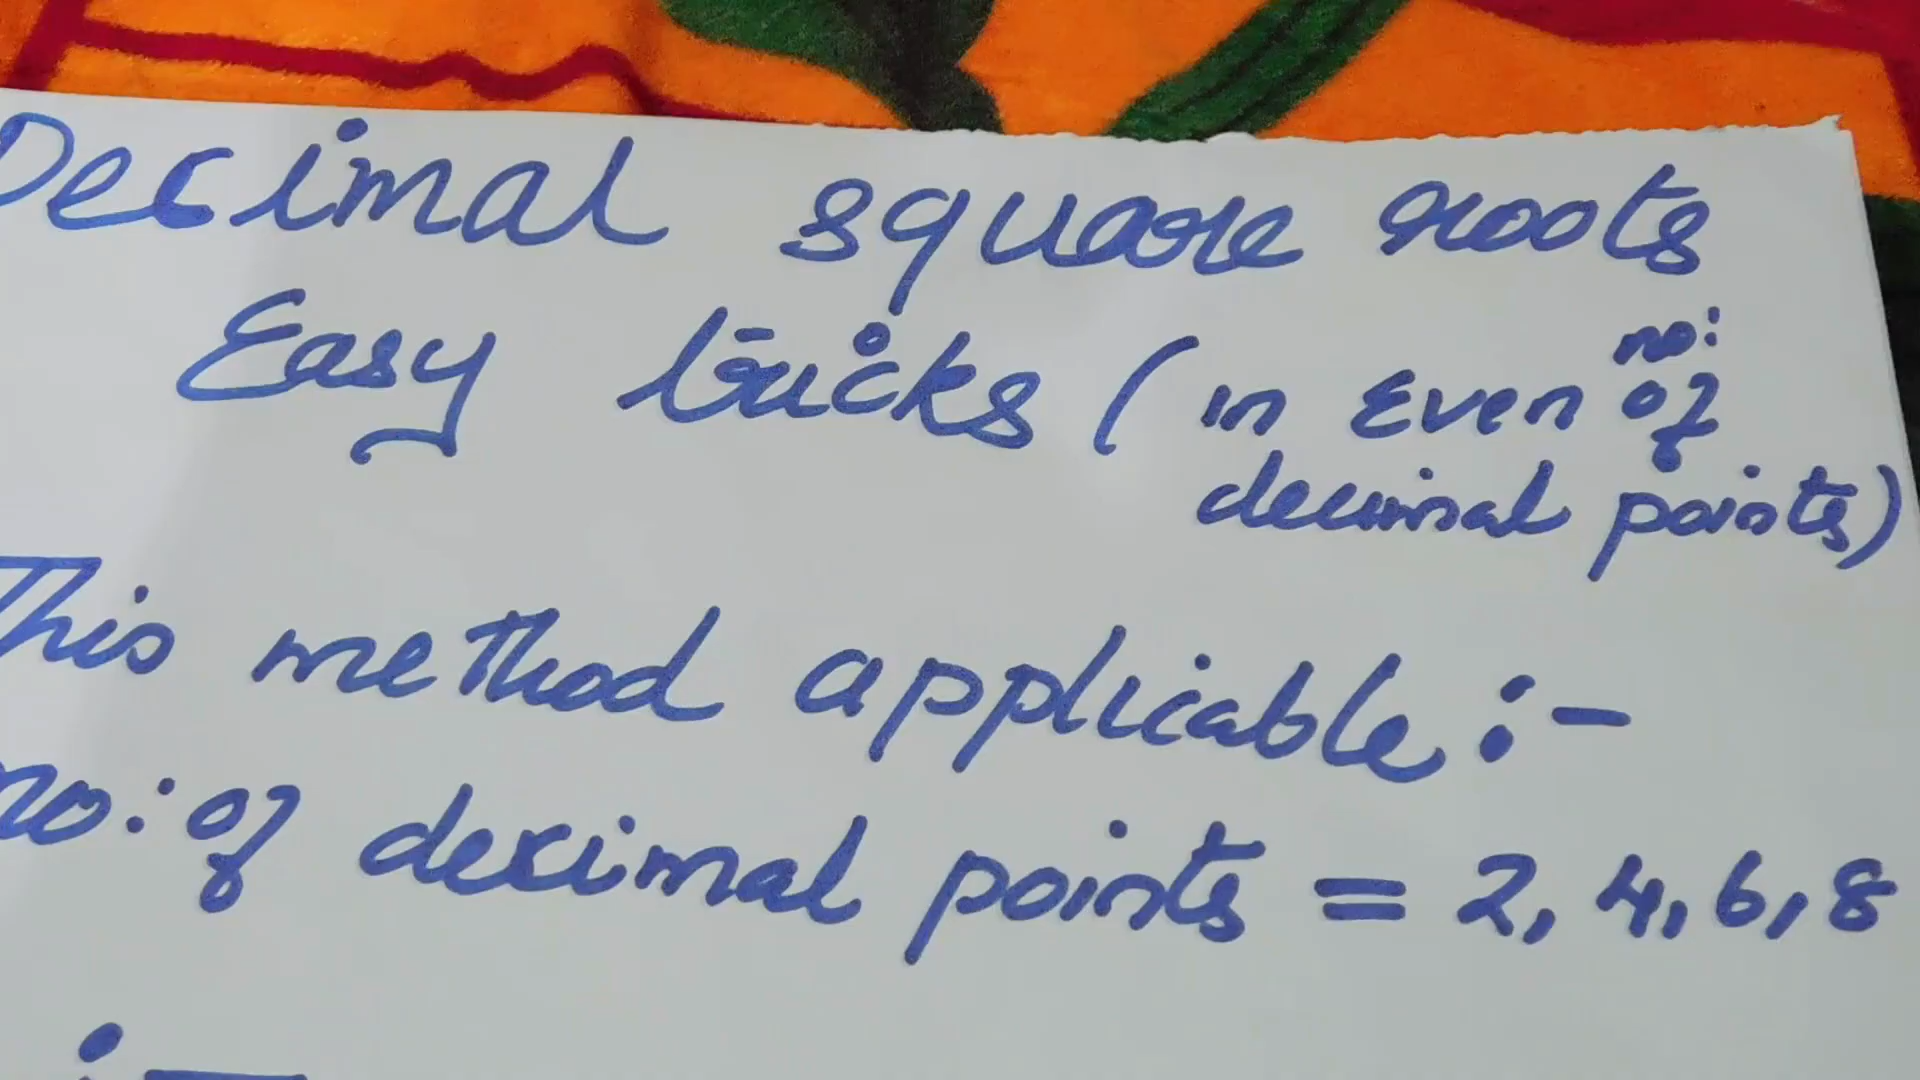 Decimal square roots
Easy tricks (in Even no: of
decimal points)
This method applicable:-
no: of decimal points = 2, 4, 6, 8